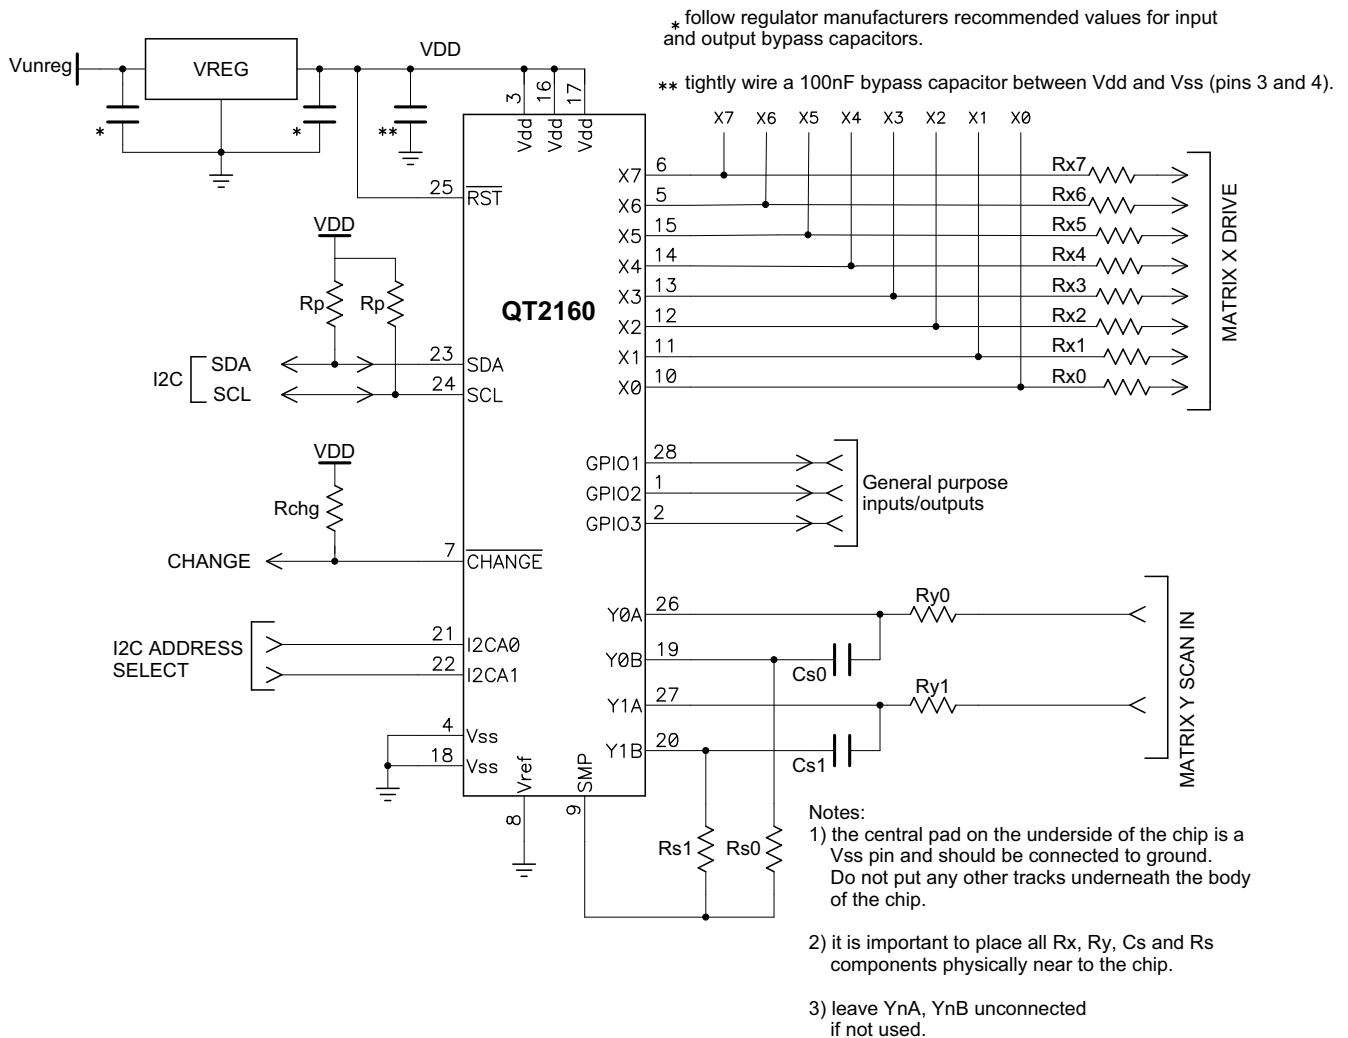 * follow regulator manufacturers recommended values for input
and output bypass capacitors.
** tightly wire a 100nF bypass capacitor between Vdd and Vss (pins 3 and 4).
Vunreg
VREG
VDD
*
*
**
3
16
17
Vdd
Vdd
Vdd
X7 X6 X5 X4 X3 X2 X1 X0
25 RST
X7 6 Rx7
X6 5 Rx6
X5 15 Rx5
X4 14 Rx4
X3 13 Rx3
X2 12 Rx2
X1 11 Rx1
X0 10 Rx0
MATRIX X DRIVE
VDD
Rp Rp
QT2160
I2C
SDA 23 SDA
SCL 24 SCL
GPIO1 28
GPIO2 1
GPIO3 2
General purpose
inputs/outputs
VDD
Rchg
CHANGE 7 CHANGE
I2C ADDRESS
SELECT
21 I2CA0
22 I2CA1
Y0A 26 Ry0
Y0B 19 Cs0
Y1A 27 Ry1
Y1B 20 Cs1
MATRIX Y SCAN IN
4 Vss
18 Vss
Vref
SMP
8
9
Rs1 Rs0
Notes:
1) the central pad on the underside of the chip is a
Vss pin and should be connected to ground.
Do not put any other tracks underneath the body
of the chip.
2) it is important to place all Rx, Ry, Cs and Rs
components physically near to the chip.
3) leave YnA, YnB unconnected
if not used.